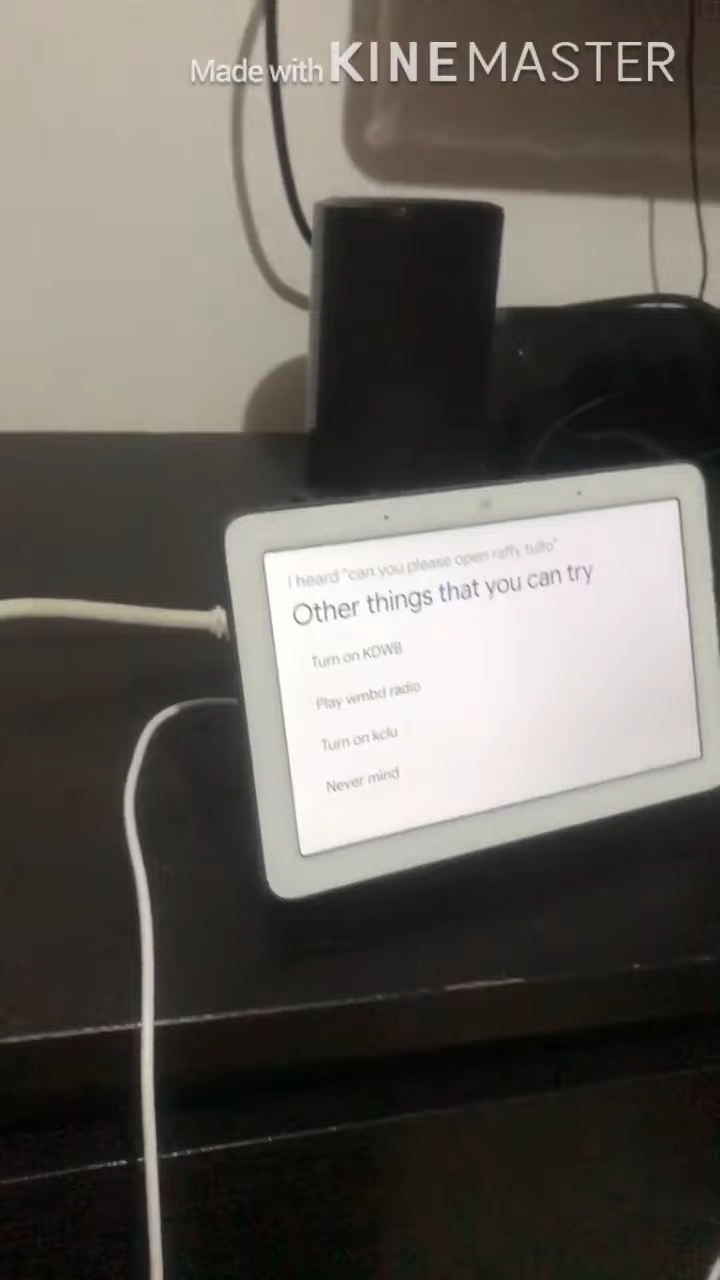 Made with KINEMASTER
I heard "can you please open raffy tulfo"
Other things that you can try
Turn on KDWB
Play wmbd radio
Turn on kclu
Never mind